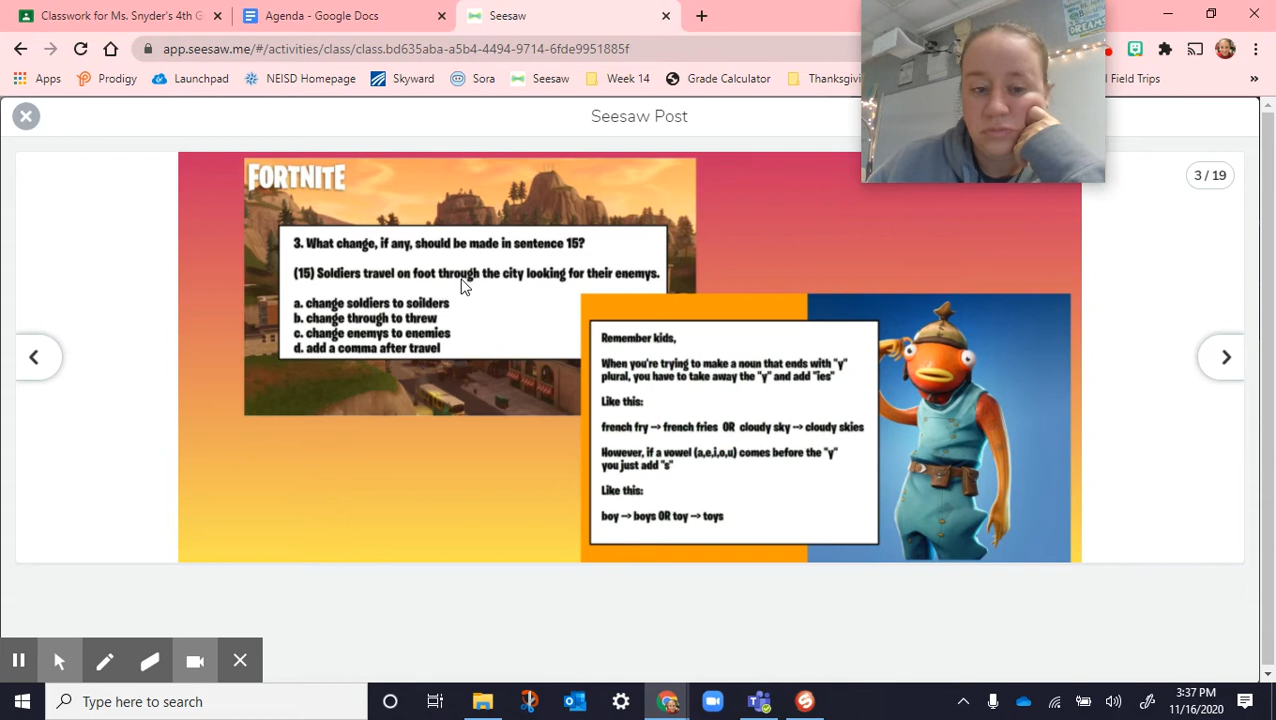 Classwork for Ms. Snyder's 4th G
Agenda - Google Docs
Seesaw
app.seesaw.me/#/activities/class/class.bd635aba-a5b4-4494-9714-6fde9951885f
Apps
Prodigy
Launchpad
NEISD Homepage
Skyward
Sora
Seesaw
Week 14
Grade Calculator
Thanksgivi
l Field Trips
DREAMS
Seesaw Post
3 / 19
FORTNITE
3. What change, if any, should be made in sentence 15?
(15) Soldiers travel on foot through the city looking for their enemys.
a. change soldiers to soilders
b. change through to threw
c. change enemys to enemies
d. add a comma after travel
Remember kids,
When you're trying to make a noun that ends with "y"
plural, you have to take away the "y" and add "ies"
Like this:
french fry --> french fries OR cloudy sky --> cloudy skies
However, if a vowel (a,e,i,o,u) comes before the "y"
you just add "s"
Like this:
boy --> boys OR toy --> toys
Type here to search
3:37 PM
11/16/2020